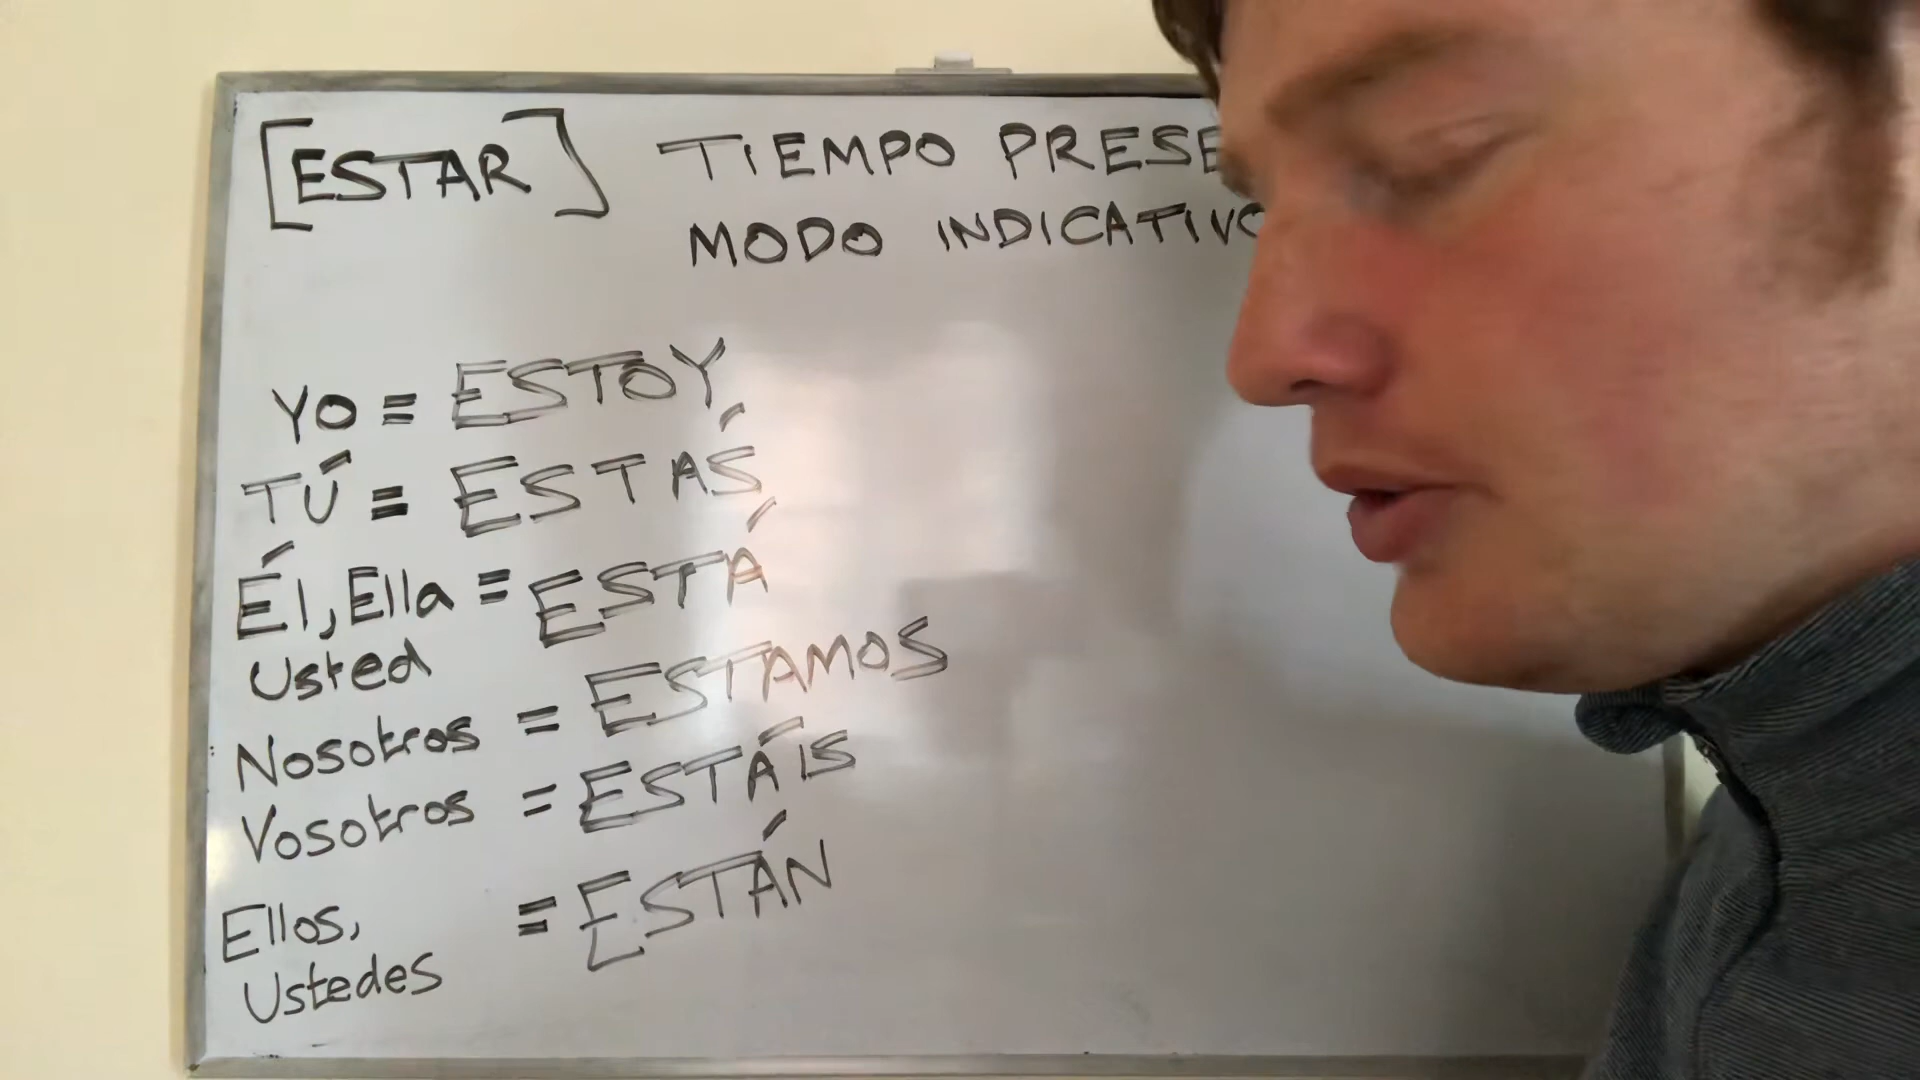 [ESTAR] TIEMPO PRESE
MODO INDICATIVO
YO = ESTOY
TÚ = ESTÁS
Él, Ella = ESTÁ
Usted
Nosotros = ESTAMOS
Vosotros = ESTÁIS
Ellos, = ESTÁN
Ustedes